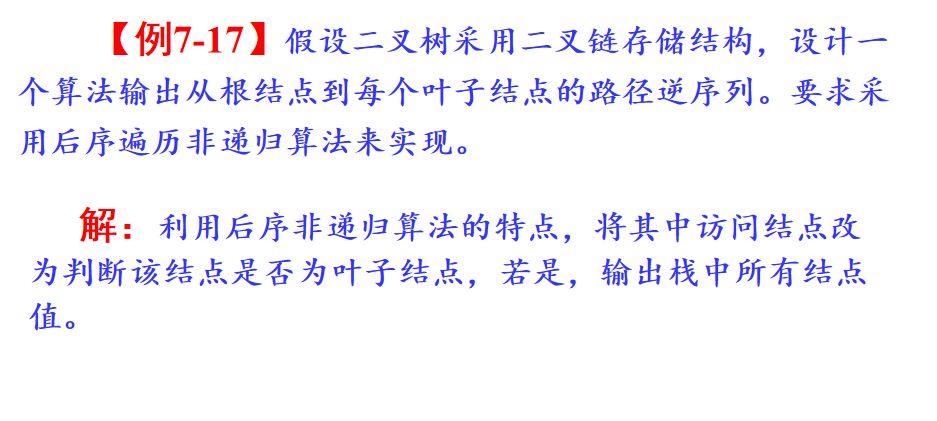 【例7-17】假设二叉树采用二叉链存储结构，设计一
个算法输出从根结点到每个叶子结点的路径逆序列。要求采
用后序遍历非递归算法来实现。
解：利用后序非递归算法的特点，将其中访问结点改
为判断该结点是否为叶子结点，若是，输出栈中所有结点
值。